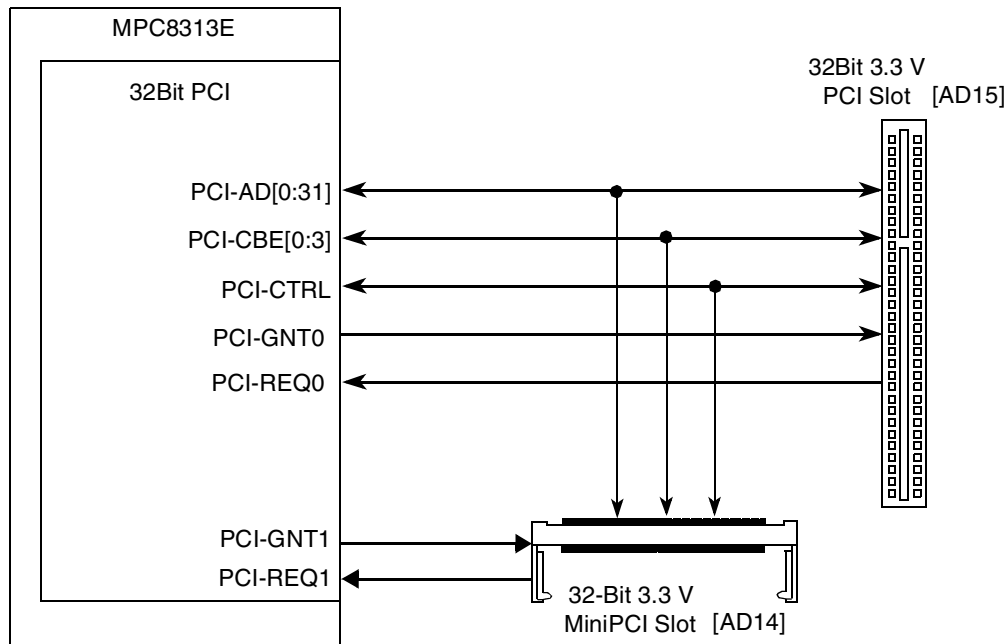 MPC8313E
32Bit PCI
32Bit 3.3 V
PCI Slot [AD15]
PCI-AD[0:31]
PCI-CBE[0:3]
PCI-CTRL
PCI-GNT0
PCI-REQ0
PCI-GNT1
PCI-REQ1
32-Bit 3.3 V
MiniPCI Slot [AD14]